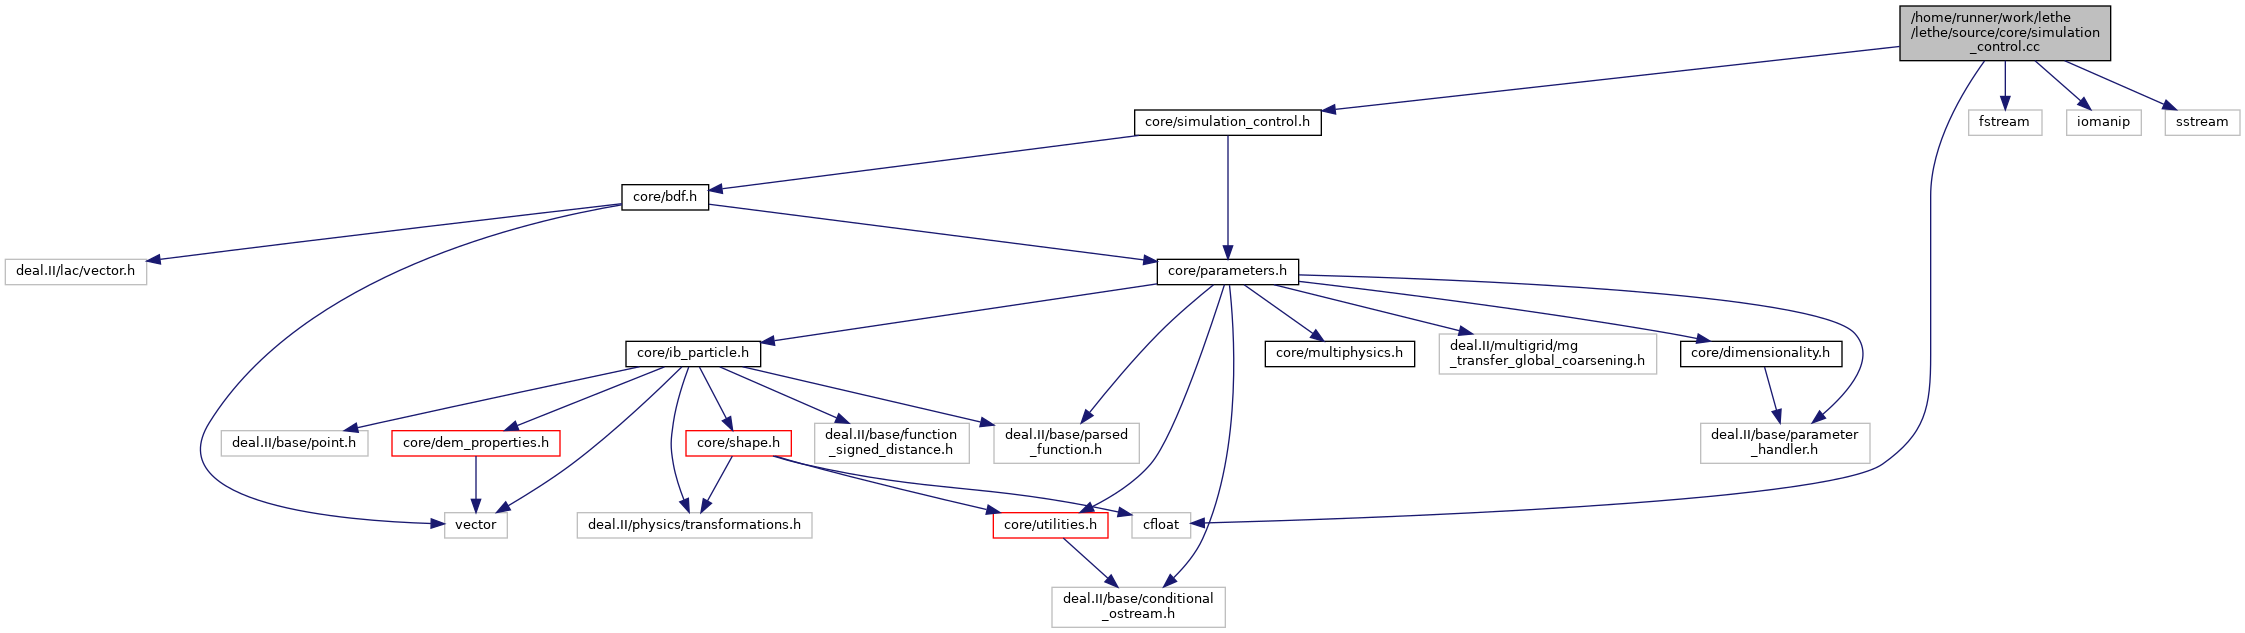 /home/runner/work/lethe
/lethe/source/core/simulation
_control.cc
core/simulation_control.h
fstream
iomanip
sstream
core/bdf.h
deal.II/lac/vector.h
core/parameters.h
core/ib_particle.h
core/multiphysics.h
deal.II/multigrid/mg
_transfer_global_coarsening.h
core/dimensionality.h
deal.II/base/point.h
core/dem_properties.h
core/shape.h
deal.II/base/function
_signed_distance.h
deal.II/base/parsed
_function.h
deal.II/base/parameter
_handler.h
vector
deal.II/physics/transformations.h
core/utilities.h
cfloat
deal.II/base/conditional
_ostream.h